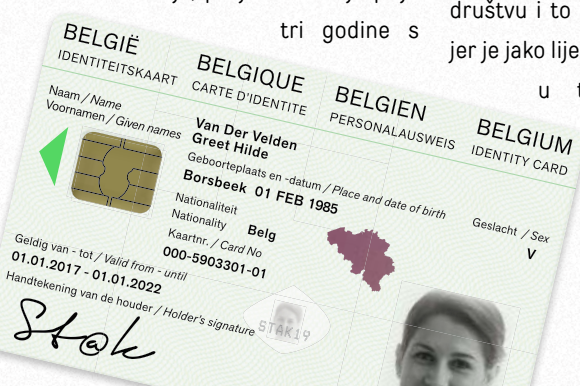 društvu i to
tri godine s
jer je jako lije
u
BELGIË
IDENTITEITSKAART
BELGIQUE
CARTE D'IDENTITE
BELGIEN
PERSONALAUSWEIS
BELGIUM
IDENTITY CARD
Naam / Name
Voornamen / Given names
Van Der Velden
Greet Hilde
Geboorteplaats en -datum / Place and date of birth
Borsbeek 01 FEB 1985
Geslacht / Sex
V
Nationaliteit
Nationality Belg
Kaartnr. / Card No
000-5903301-01
Geldig van - tot / Valid from - until
01.01.2017 - 01.01.2022
Handtekening van de houder / Holder's signature
St@k
STAK19